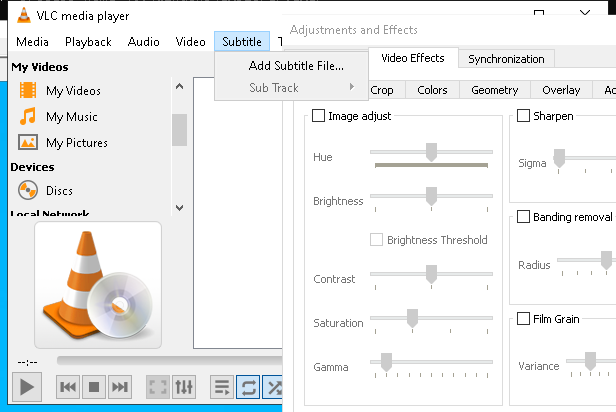 VLC media player
Media Playback Audio Video Subtitle
Add Subtitle File...
Sub Track
My Videos
My Videos
My Music
My Pictures
Devices
Discs
Local Network
--:--
Adjustments and Effects
Video Effects Synchronization
Crop Colors Geometry Overlay
Image adjust
Hue
Brightness
Brightness Threshold
Contrast
Saturation
Gamma
Sharpen
Sigma
Banding removal
Radius
Film Grain
Variance